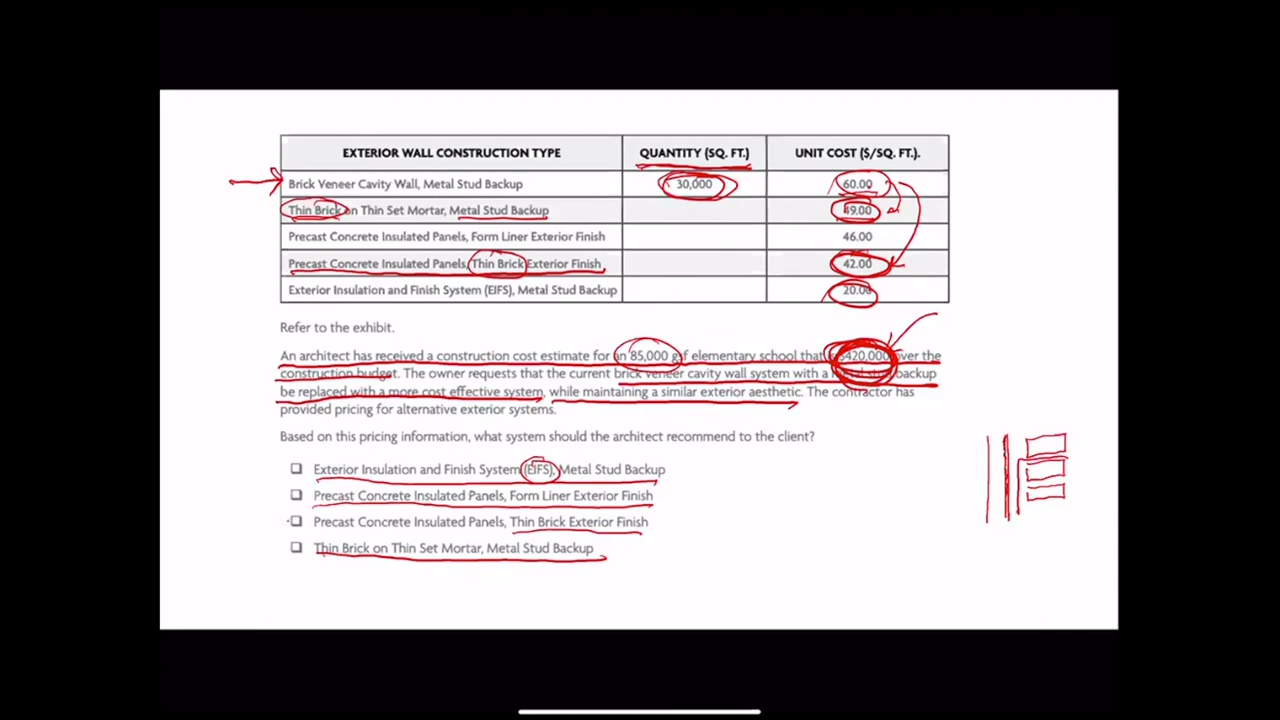 EXTERIOR WALL CONSTRUCTION TYPE QUANTITY (SQ. FT.) UNIT COST ($/SQ. FT.).
Brick Veneer Cavity Wall, Metal Stud Backup 30,000 60.00
Thin Brick on Thin Set Mortar, Metal Stud Backup 49.00
Precast Concrete Insulated Panels, Form Liner Exterior Finish 46.00
Precast Concrete Insulated Panels, Thin Brick Exterior Finish 42.00
Exterior Insulation and Finish System (EIFS), Metal Stud Backup 20.00
Refer to the exhibit.
An architect has received a construction cost estimate for an 85,000 gsf elementary school that is $420,000 over the
construction budget. The owner requests that the current brick veneer cavity wall system with a metal stud backup
be replaced with a more cost effective system, while maintaining a similar exterior aesthetic. The contractor has
provided pricing for alternative exterior systems.
Based on this pricing information, what system should the architect recommend to the client?
Exterior Insulation and Finish System (EIFS), Metal Stud Backup
Precast Concrete Insulated Panels, Form Liner Exterior Finish
Precast Concrete Insulated Panels, Thin Brick Exterior Finish
Thin Brick on Thin Set Mortar, Metal Stud Backup